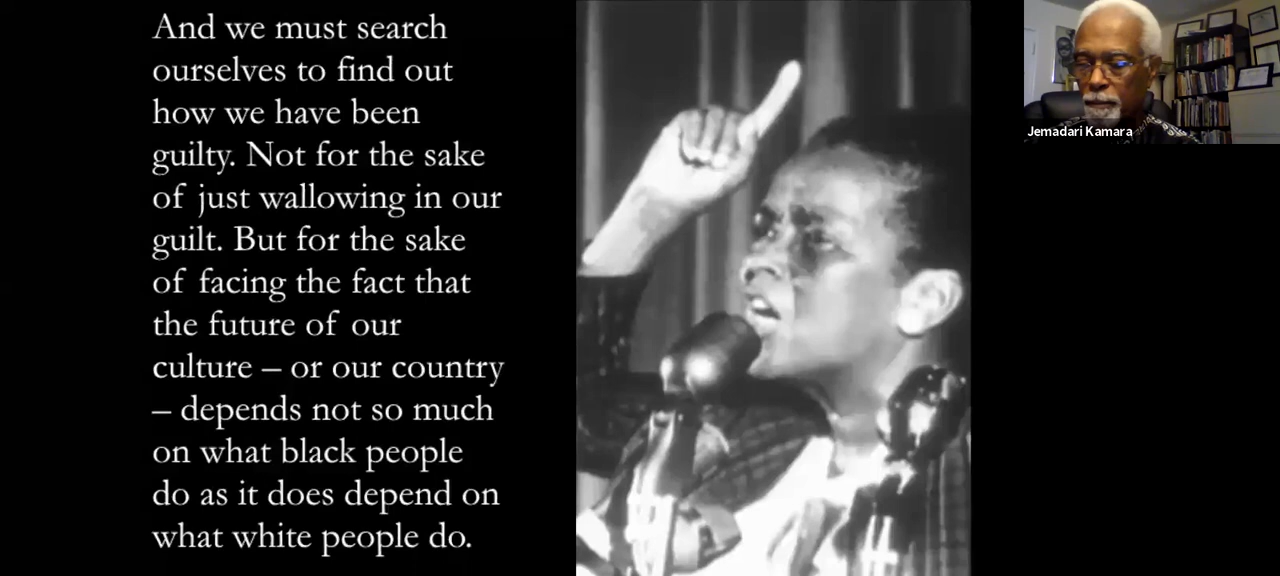 And we must search
ourselves to find out
how we have been
guilty. Not for the sake
of just wallowing in our
guilt. But for the sake
of facing the fact that
the future of our
culture – or our country
– depends not so much
on what black people
do as it does depend on
what white people do.
Jemadari Kamara